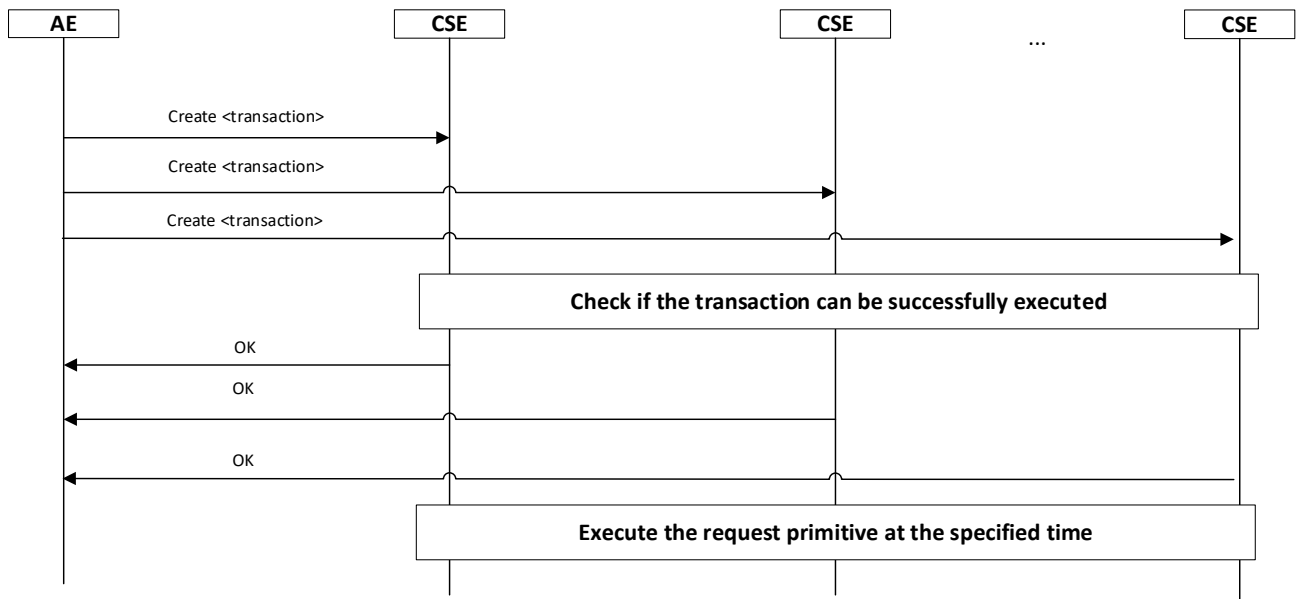 AE
CSE
CSE
...
CSE
Create <transaction>
Create <transaction>
Create <transaction>
Check if the transaction can be successfully executed
OK
OK
OK
Execute the request primitive at the specified time